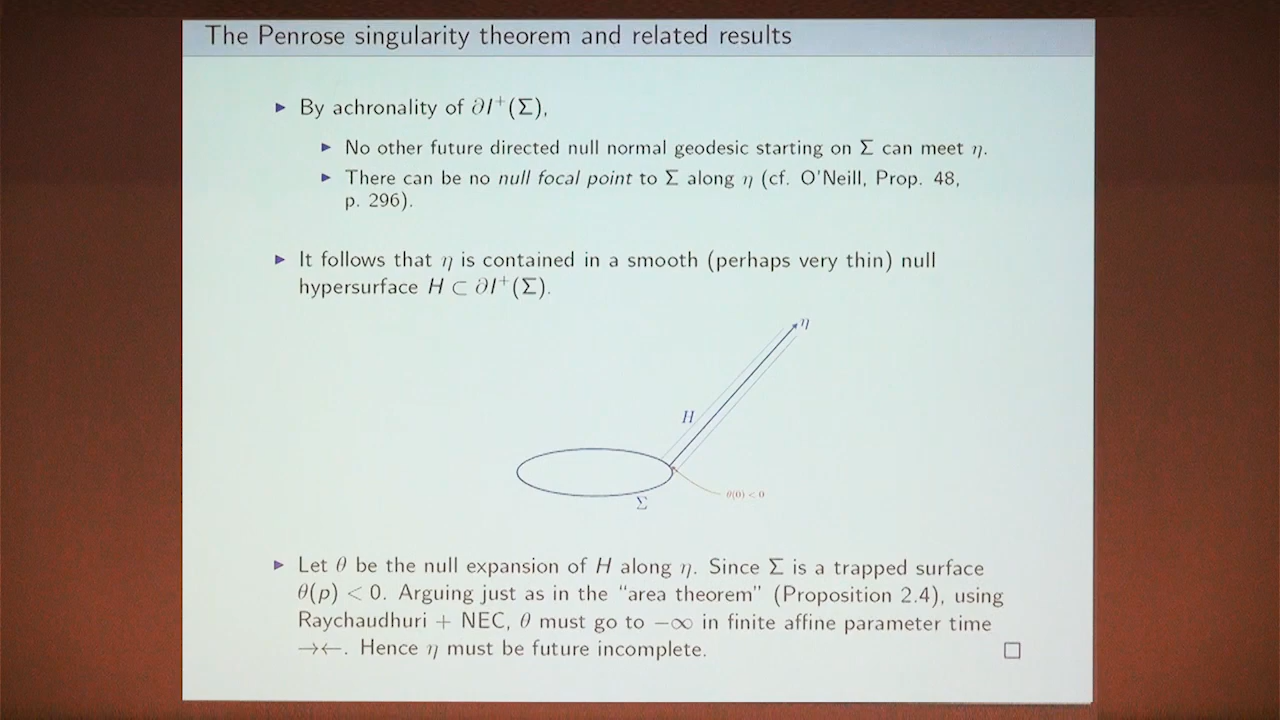 The Penrose singularity theorem and related results
▶ By achronality of ∂I⁺(Σ),
▶ No other future directed null normal geodesic starting on Σ can meet η.
▶ There can be no null focal point to Σ along η (cf. O'Neill, Prop. 48,
p. 296).
▶ It follows that η is contained in a smooth (perhaps very thin) null
hypersurface H ⊂ ∂I⁺(Σ).
η
H
Σ
θ(0) < 0
▶ Let θ be the null expansion of H along η. Since Σ is a trapped surface
θ(p) < 0. Arguing just as in the “area theorem” (Proposition 2.4), using
Raychaudhuri + NEC, θ must go to −∞ in finite affine parameter time
→←. Hence η must be future incomplete. □